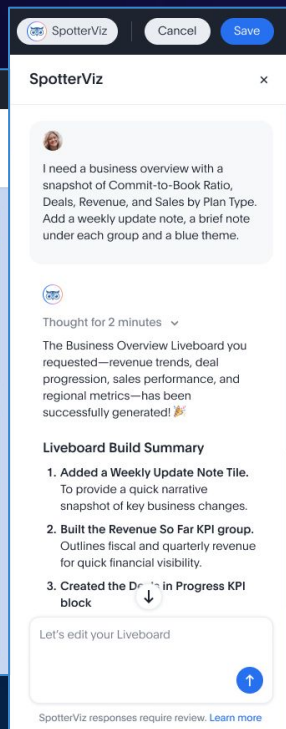 SpotterViz
Cancel
Save
SpotterViz
I need a business overview with a
snapshot of Commit-to-Book Ratio,
Deals, Revenue, and Sales by Plan Type.
Add a weekly update note, a brief note
under each group and a blue theme.
Thought for 2 minutes
The Business Overview Liveboard you
requested—revenue trends, deal
progression, sales performance, and
regional metrics—has been
successfully generated! 🎉
Liveboard Build Summary
1. Added a Weekly Update Note Tile.
To provide a quick narrative
snapshot of key business changes.
2. Built the Revenue So Far KPI group.
Outlines fiscal and quarterly revenue
for quick financial visibility.
3. Created the in Progress KPI
block
Let's edit your Liveboard
SpotterViz responses require review. Learn more